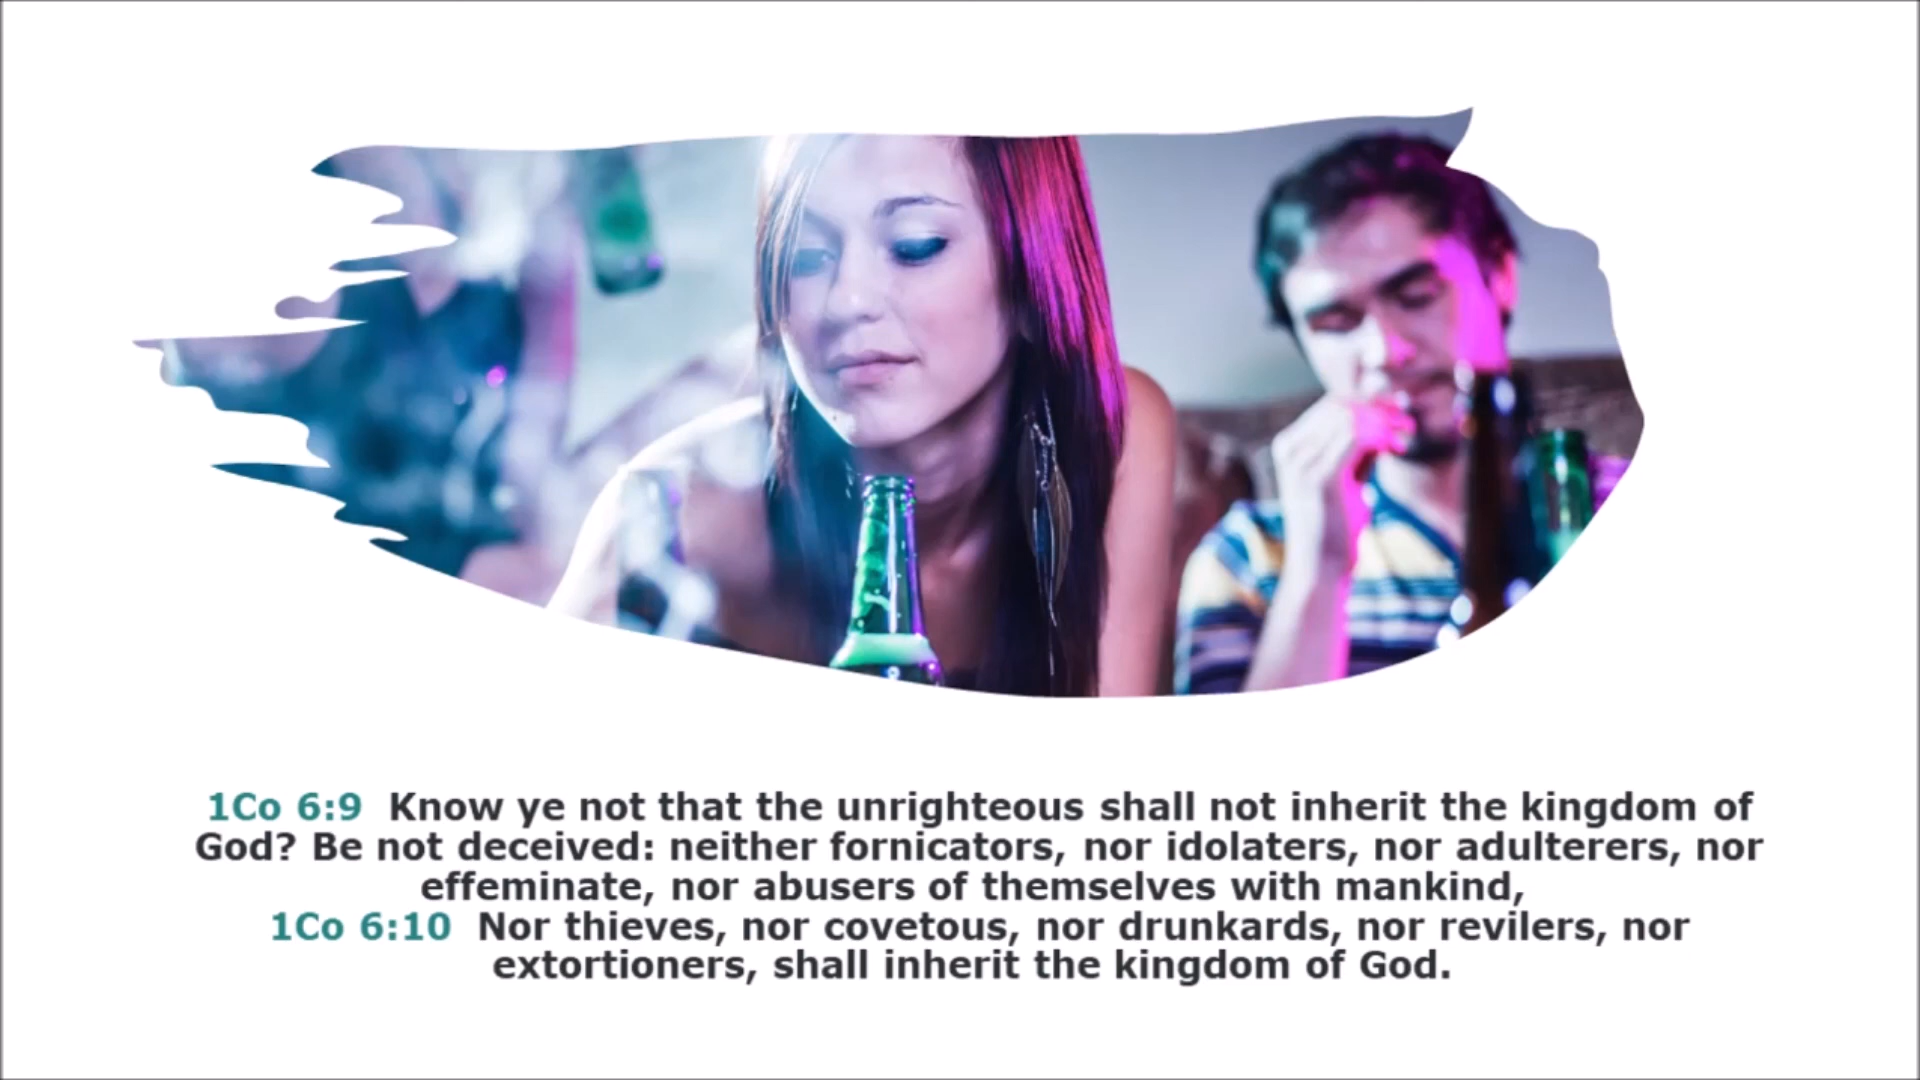 1Co 6:9 Know ye not that the unrighteous shall not inherit the kingdom of
God? Be not deceived: neither fornicators, nor idolaters, nor adulterers, nor
effeminate, nor abusers of themselves with mankind,
1Co 6:10 Nor thieves, nor covetous, nor drunkards, nor revilers, nor
extortioners, shall inherit the kingdom of God.